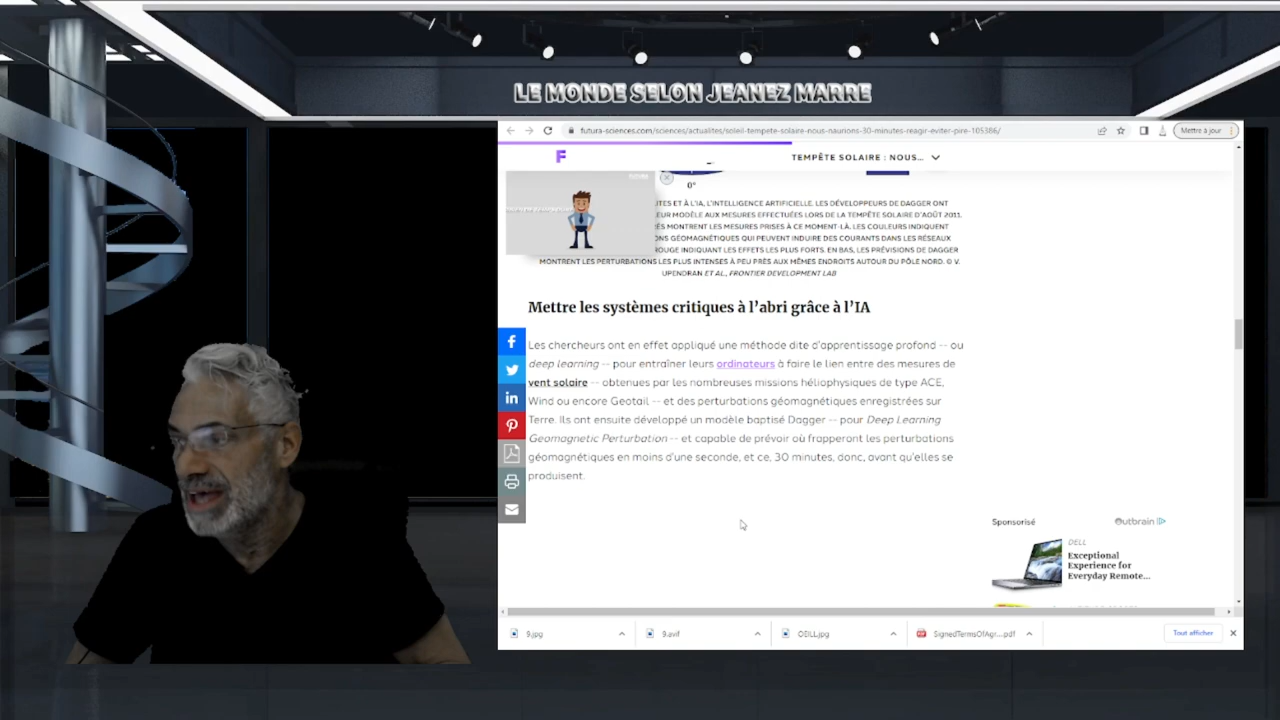 LE MONDE SELON JEANEZ MARRE
futura-sciences.com/sciences/actualites/soleil-tempete-solaire-nous-naurions-30-minutes-reagir-eviter-pire-105386/
Mettre à jour
F
TEMPÊTE SOLAIRE : NOUS...
0°
ITES ET À L'IA, L'INTELLIGENCE ARTIFICIELLE. LES DÉVELOPPEURS DE DAGGER ONT
EUR MODÈLE AUX MESURES EFFECTUÉES LORS DE LA TEMPÊTE SOLAIRE D'AOÛT 2011.
ÉS MONTRENT LES MESURES PRISES À CE MOMENT-LÀ. LES COULEURS INDIQUENT
ONS GÉOMAGNÉTIQUES QUI PEUVENT INDUIRE DES COURANTS DANS LES RÉSEAUX
ROUGE INDIQUANT LES EFFETS LES PLUS FORTS. EN BAS, LES PRÉVISIONS DE DAGGER
MONTRENT LES PERTURBATIONS LES PLUS INTENSES À PEU PRÈS AUX MÊMES ENDROITS AUTOUR DU PÔLE NORD. © V.
UPENDRAN ET AL., FRONTIER DEVELOPMENT LAB
Mettre les systèmes critiques à l'abri grâce à l'IA
Les chercheurs ont en effet appliqué une méthode dite d'apprentissage profond -- ou
deep learning -- pour entraîner leurs ordinateurs à faire le lien entre des mesures de
vent solaire -- obtenues par les nombreuses missions héliophysiques de type ACE,
Wind ou encore Geotail -- et des perturbations géomagnétiques enregistrées sur
Terre. Ils ont ensuite développé un modèle baptisé Dagger -- pour Deep Learning
Geomagnetic Perturbation -- et capable de prévoir où frapperont les perturbations
géomagnétiques en moins d'une seconde, et ce, 30 minutes, donc, avant qu'elles se
produisent.
Sponsorisé
Outbrain
DELL
Exceptional
Experience for
Everyday Remote...
9.jpg
9.avif
OEILL.jpg
SignedTermsOfAgr....pdf
Tout afficher